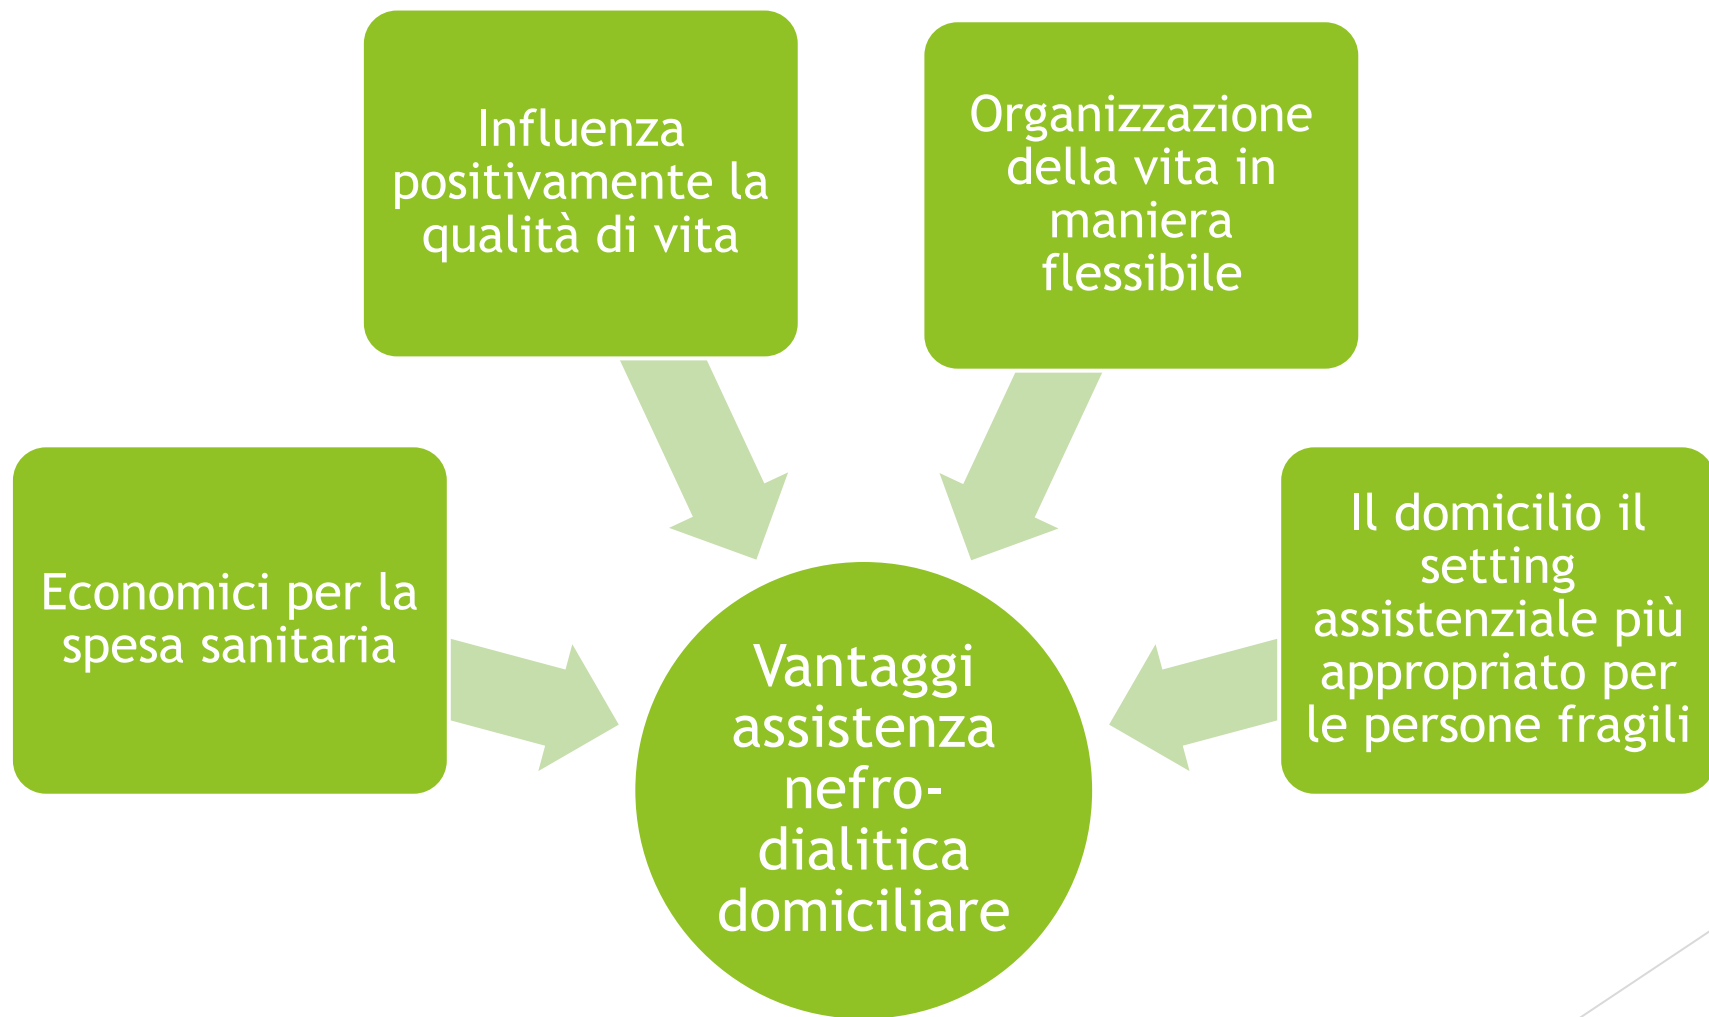 Influenza
positivamente la
qualità di vita
Organizzazione
della vita in
maniera
flessibile
Economici per la
spesa sanitaria
Il domicilio il
setting
assistenziale più
appropriato per
le persone fragili
Vantaggi
assistenza
nefro-
dialitica
domiciliare